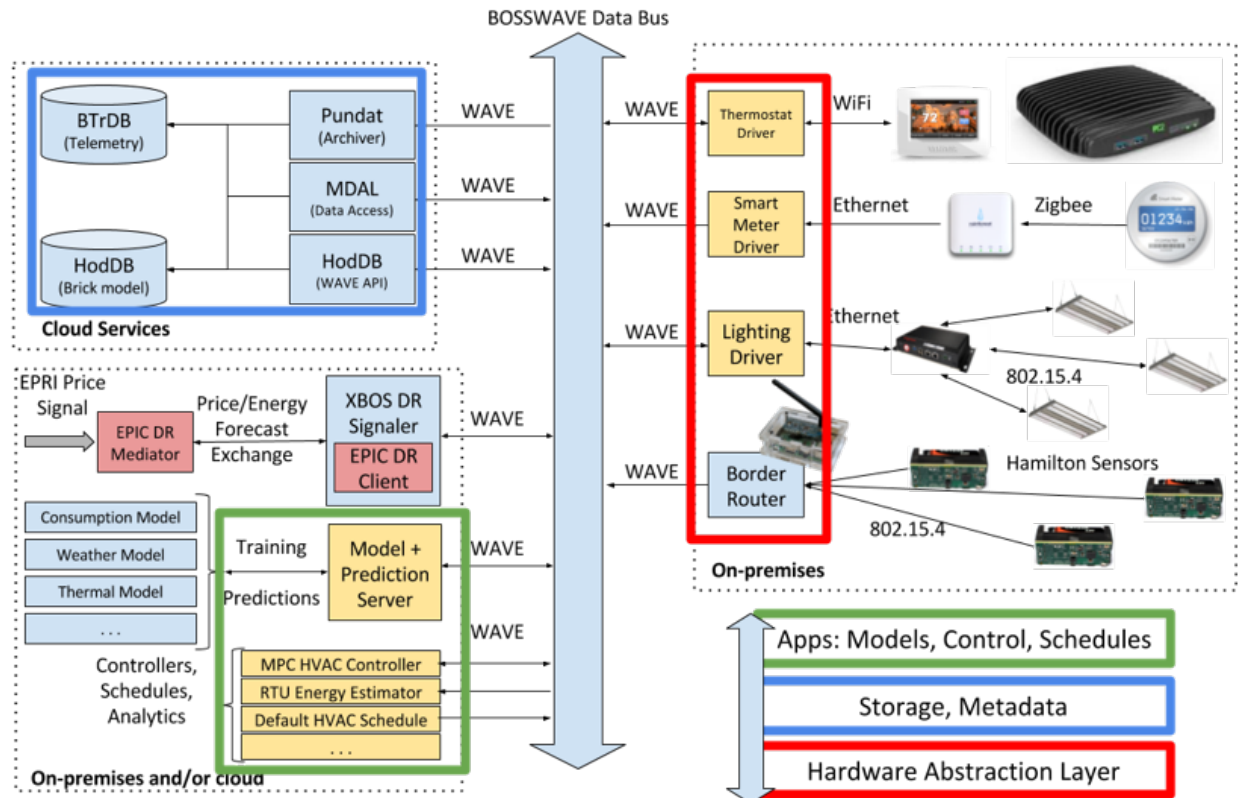 BOSSWAVE Data Bus
BTrDB
(Telemetry)
Pundat
(Archiver)
MDAL
(Data Access)
HodDB
(Brick model)
HodDB
(WAVE API)
Cloud Services
WAVE
WAVE
WAVE
EPRI Price
Signal
EPIC DR
Mediator
Price/Energy
Forecast
Exchange
XBOS DR
Signaler
EPIC DR
Client
WAVE
Consumption Model
Weather Model
Thermal Model
. . .
Training
Predictions
Model +
Prediction
Server
WAVE
WAVE
Controllers,
Schedules,
Analytics
MPC HVAC Controller
RTU Energy Estimator
Default HVAC Schedule
. . .
On-premises and/or cloud
WAVE
Thermostat
Driver
WiFi
72
WAVE
Smart
Meter
Driver
Ethernet
Zigbee
01234
WAVE
Lighting
Driver
Ethernet
802.15.4
WAVE
Border
Router
Hamilton Sensors
802.15.4
On-premises
Apps: Models, Control, Schedules
Storage, Metadata
Hardware Abstraction Layer